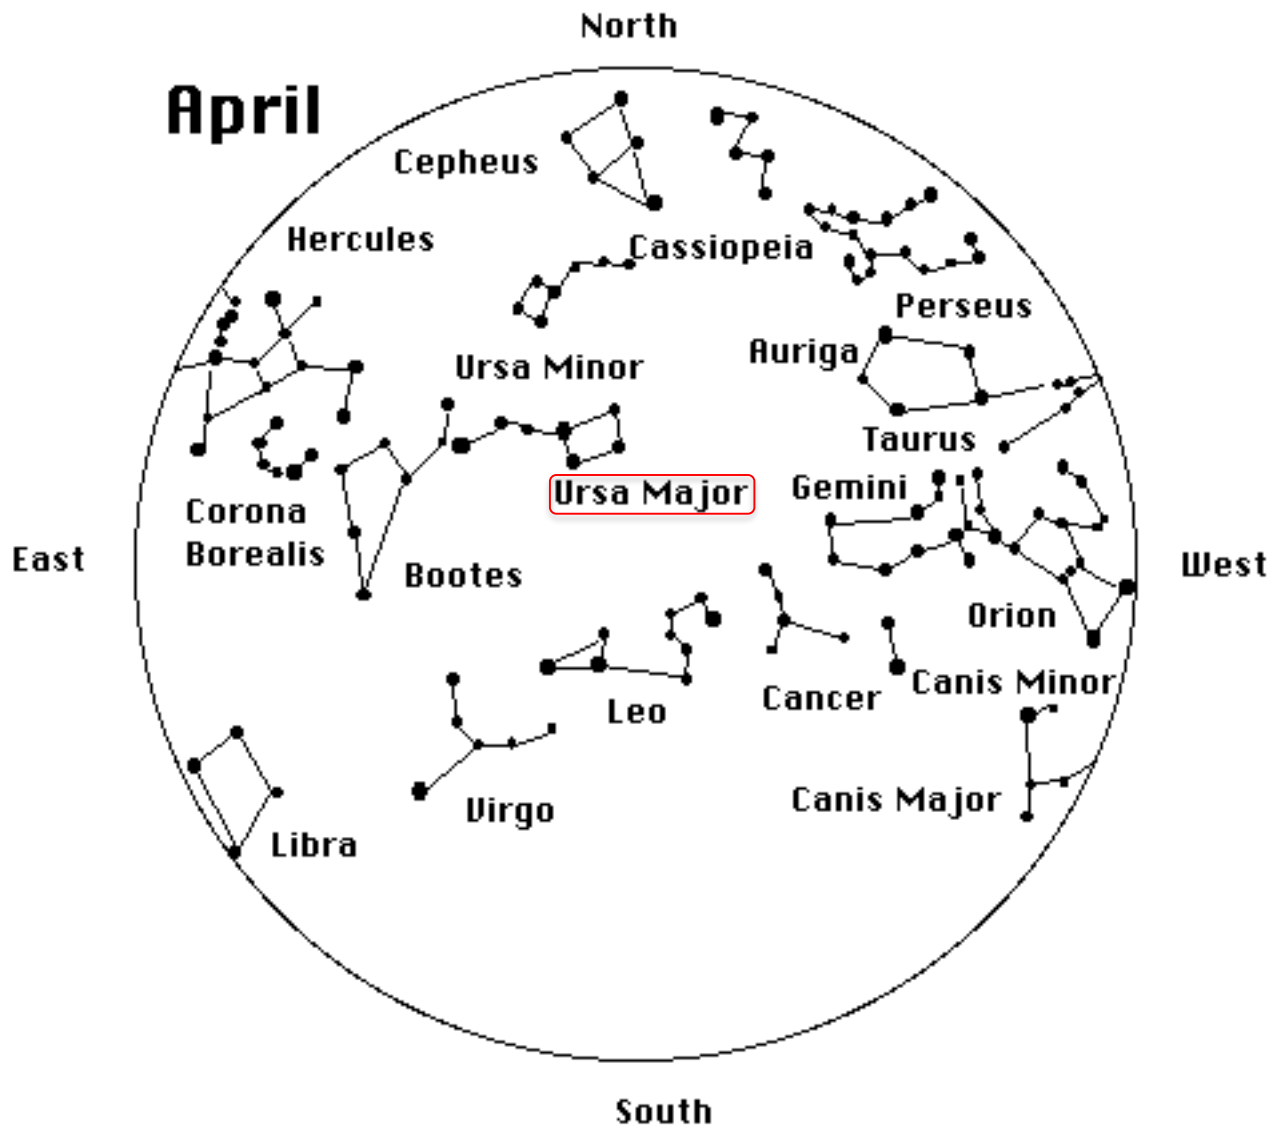 North
April
Cepheus
Hercules
Cassiopeia
Perseus
Auriga
Ursa Minor
Taurus
Ursa Major
Gemini
Corona
Borealis
East
West
Bootes
Orion
Canis Minor
Cancer
Leo
Canis Major
Virgo
Libra
South